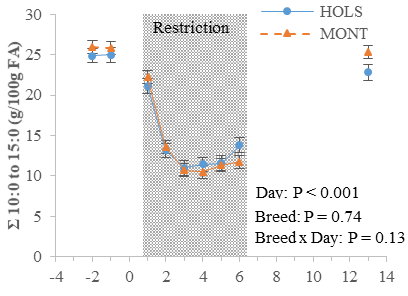 HOLS
MONT
Restriction
Σ 10:0 to 15:0 (g/100g FA)
30
25
20
15
10
5
0
-4 -2 0 2 4 6 8 10 12 14
Day: P < 0.001
Breed: P = 0.74
Breed x Day: P = 0.13